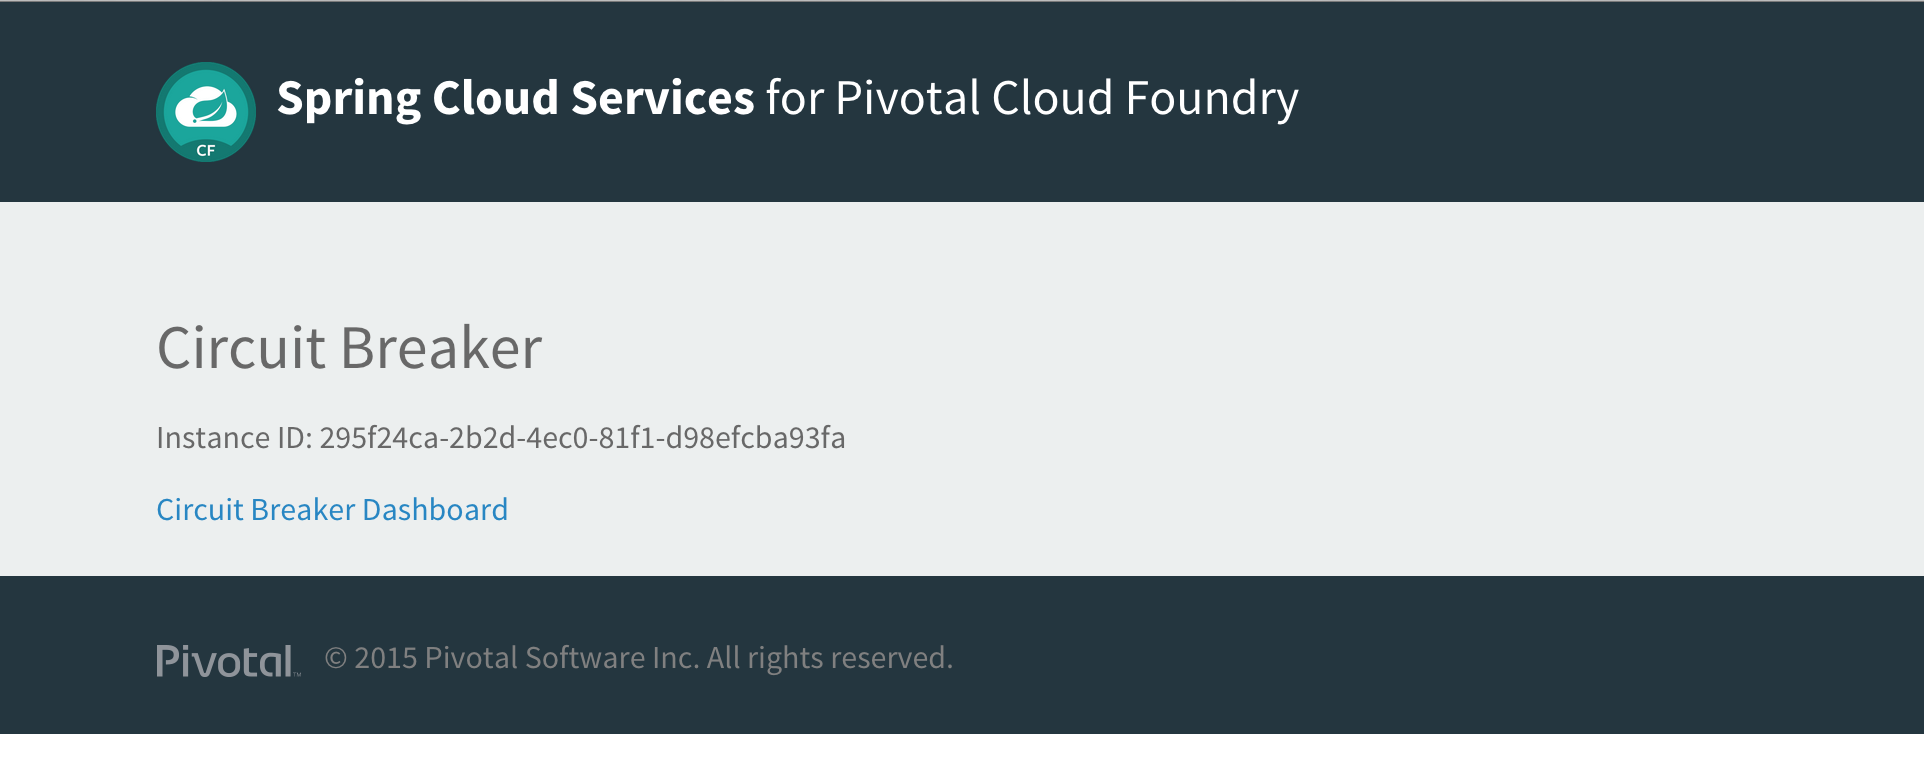 CF
Spring Cloud Services for Pivotal Cloud Foundry
Circuit Breaker
Instance ID: 295f24ca-2b2d-4ec0-81f1-d98efcba93fa
Circuit Breaker Dashboard
Pivotal™ © 2015 Pivotal Software Inc. All rights reserved.